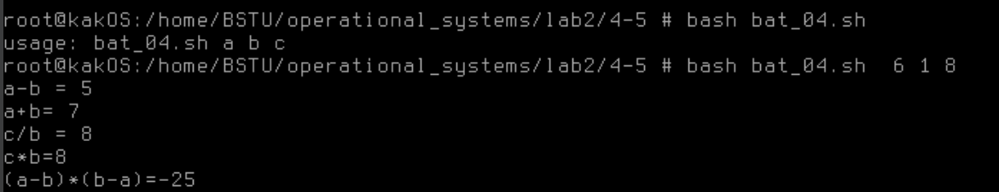 root@kakOS:/home/BSTU/operational_systems/lab2/4-5 # bash bat_04.sh
usage: bat_04.sh a b c
root@kakOS:/home/BSTU/operational_systems/lab2/4-5 # bash bat_04.sh  6 1 8
a-b = 5
a+b= 7
c/b = 8
c*b=8
(a-b)*(b-a)=-25